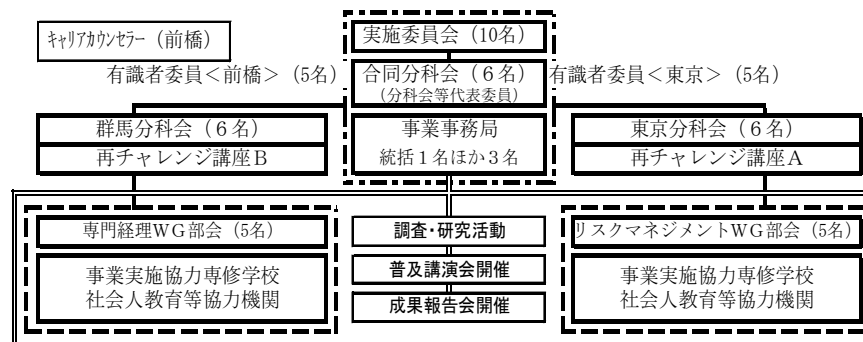 キャリアカウンセラー（前橋）
実施委員会（10名）
有識者委員＜前橋＞（5名）
合同分科会（６名）
（分科会等代表委員）
有識者委員＜東京＞（5名）
群馬分科会（６名）
再チャレンジ講座Ｂ
事業事務局
統括１名ほか３名
東京分科会（６名）
再チャレンジ講座Ａ
専門経理ＷＧ部会（5名）
事業実施協力専修学校
社会人教育等協力機関
調査・研究活動
普及講演会開催
成果報告会開催
リスクマネジメントＷＧ部会（5名）
事業実施協力専修学校
社会人教育等協力機関